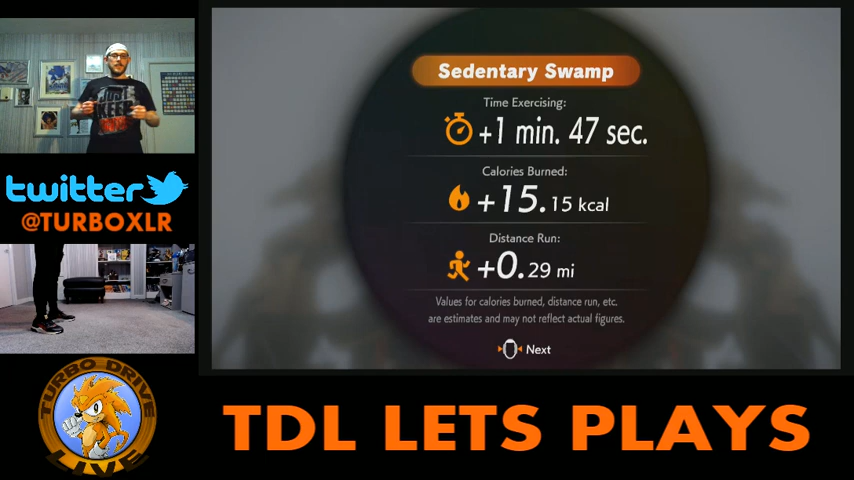 Sedentary Swamp
Time Exercising:
+1 min. 47 sec.
Calories Burned:
+15.15 kcal
Distance Run:
+0.29 mi
Values for calories burned, distance run, etc.
are estimates and may not reflect actual figures.
Next
twitter
@TURBOXLR
TURBO DRIVE
LIVE
TDL LETS PLAYS